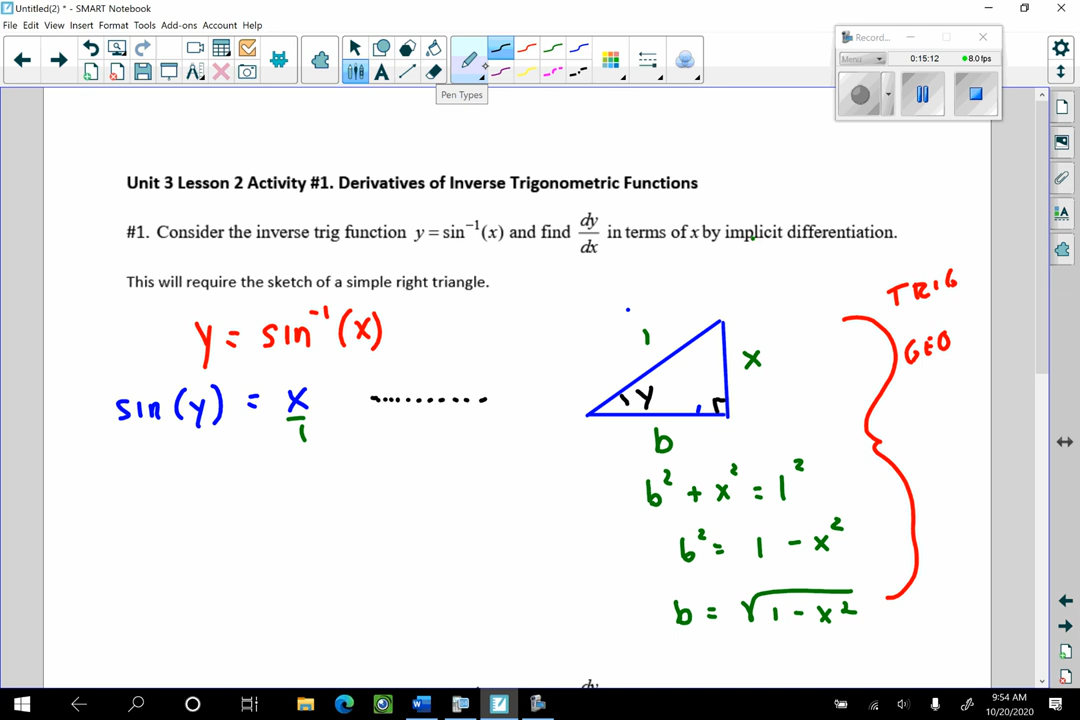 Untitled(2) * - SMART Notebook
File Edit View Insert Format Tools Add-ons Account Help
Record...
Menu 0:15:12 8.0 fps
Pen Types
Unit 3 Lesson 2 Activity #1. Derivatives of Inverse Trigonometric Functions
#1. Consider the inverse trig function y = sin⁻¹(x) and find dy/dx in terms of x by implicit differentiation.
This will require the sketch of a simple right triangle.
TRIG
GEO
y = sin⁻¹(x)
sin(y) = x/1
1
x
y
b
b² + x² = 1²
b² = 1 - x²
b = √(1 - x²)
9:54 AM
10/20/2020